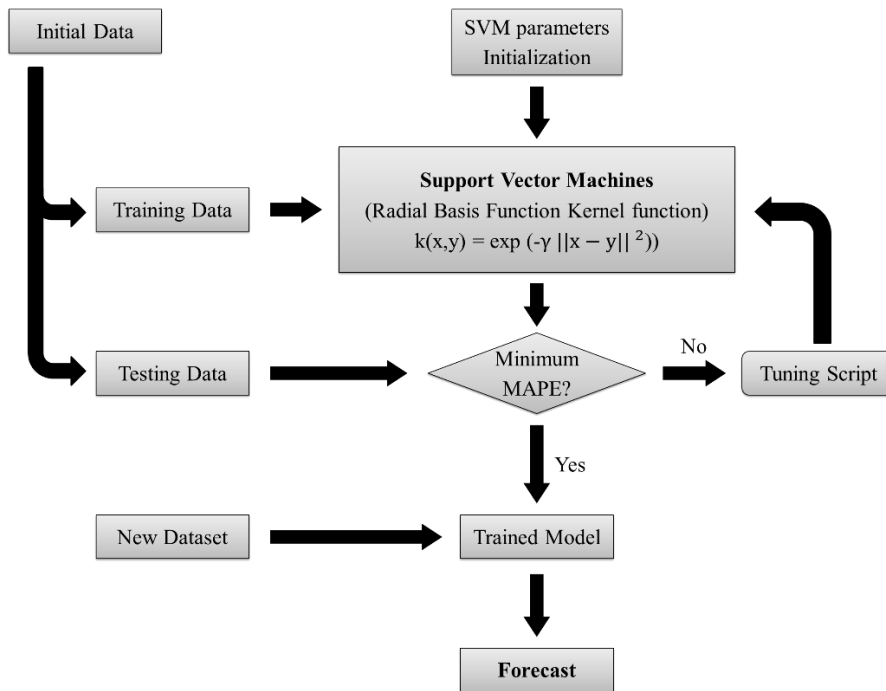 Initial Data
SVM parameters
Initialization
Support Vector Machines
(Radial Basis Function Kernel function)
k(x,y) = exp (-γ ||x − y|| ²))
Training Data
Testing Data
Minimum
MAPE?
No
Tuning Script
Yes
New Dataset
Trained Model
Forecast